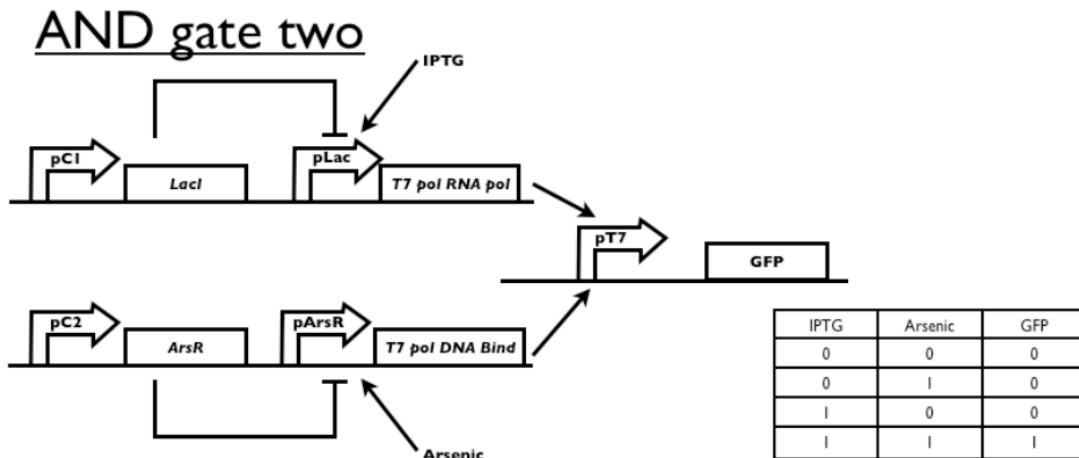 AND gate two
IPTG
pC1
LacI
pLac
T7 pol RNA pol
pT7
GFP
pC2
ArsR
pArsR
T7 pol DNA Bind
Arsenic
IPTG Arsenic GFP
0 0 0
0 1 0
1 0 0
1 1 1